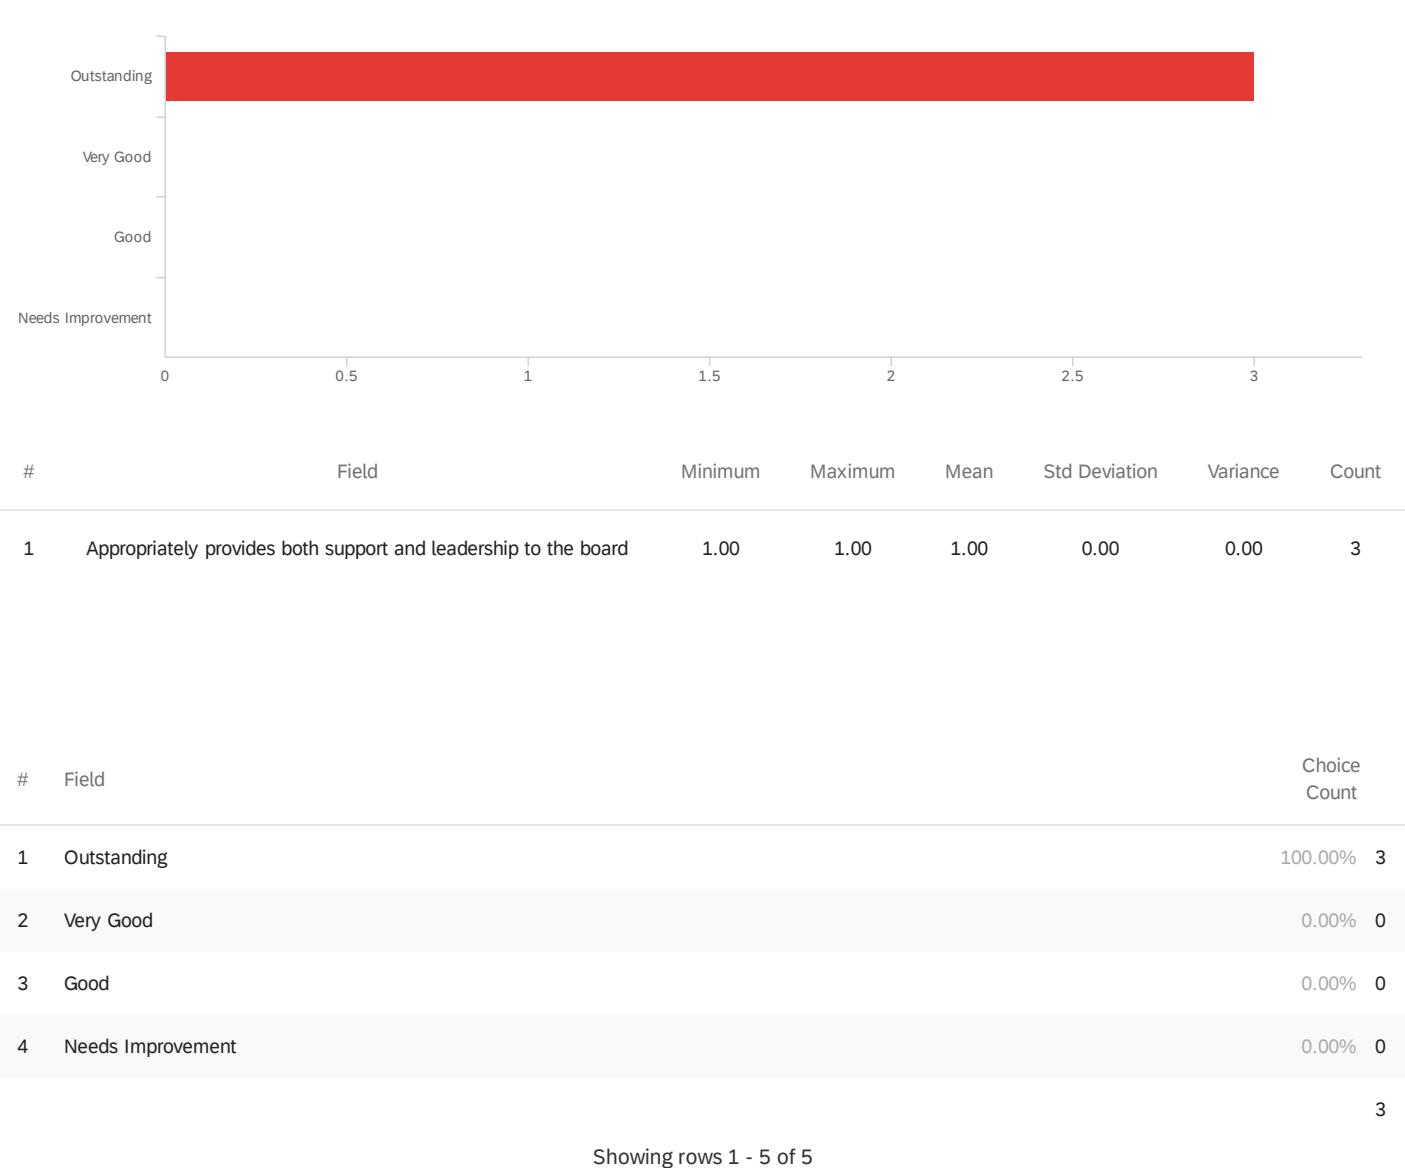 Outstanding
Very Good
Good
Needs Improvement
0 0.5 1 1.5 2 2.5 3
# Field Minimum Maximum Mean Std Deviation Variance Count
1 Appropriately provides both support and leadership to the board 1.00 1.00 1.00 0.00 0.00 3
# Field Choice
Count
1 Outstanding 100.00% 3
2 Very Good 0.00% 0
3 Good 0.00% 0
4 Needs Improvement 0.00% 0
3
Showing rows 1 - 5 of 5